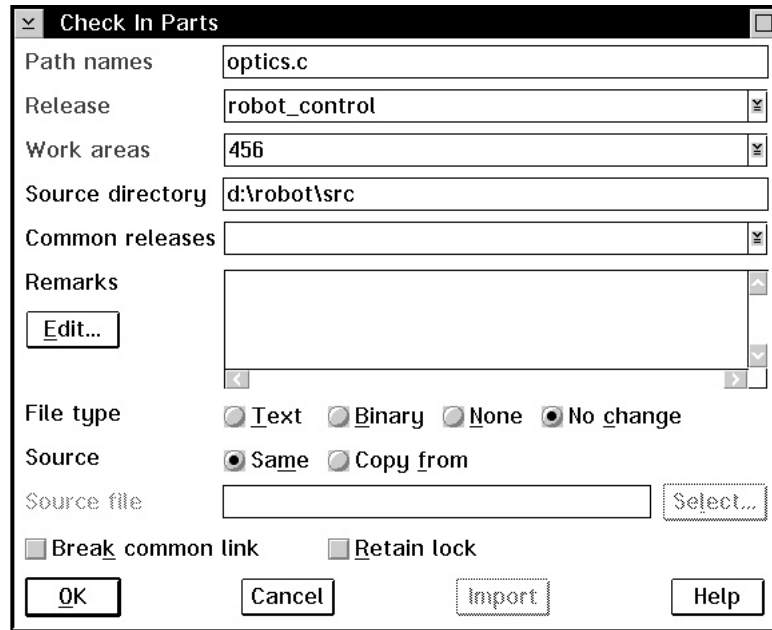 Check In Parts
Path names optics.c
Release robot_control
Work areas 456
Source directory d:\robot\src
Common releases
Remarks
Edit...
File type Text Binary None No change
Source Same Copy from
Source file Select...
Break common link Retain lock
OK Cancel Import Help